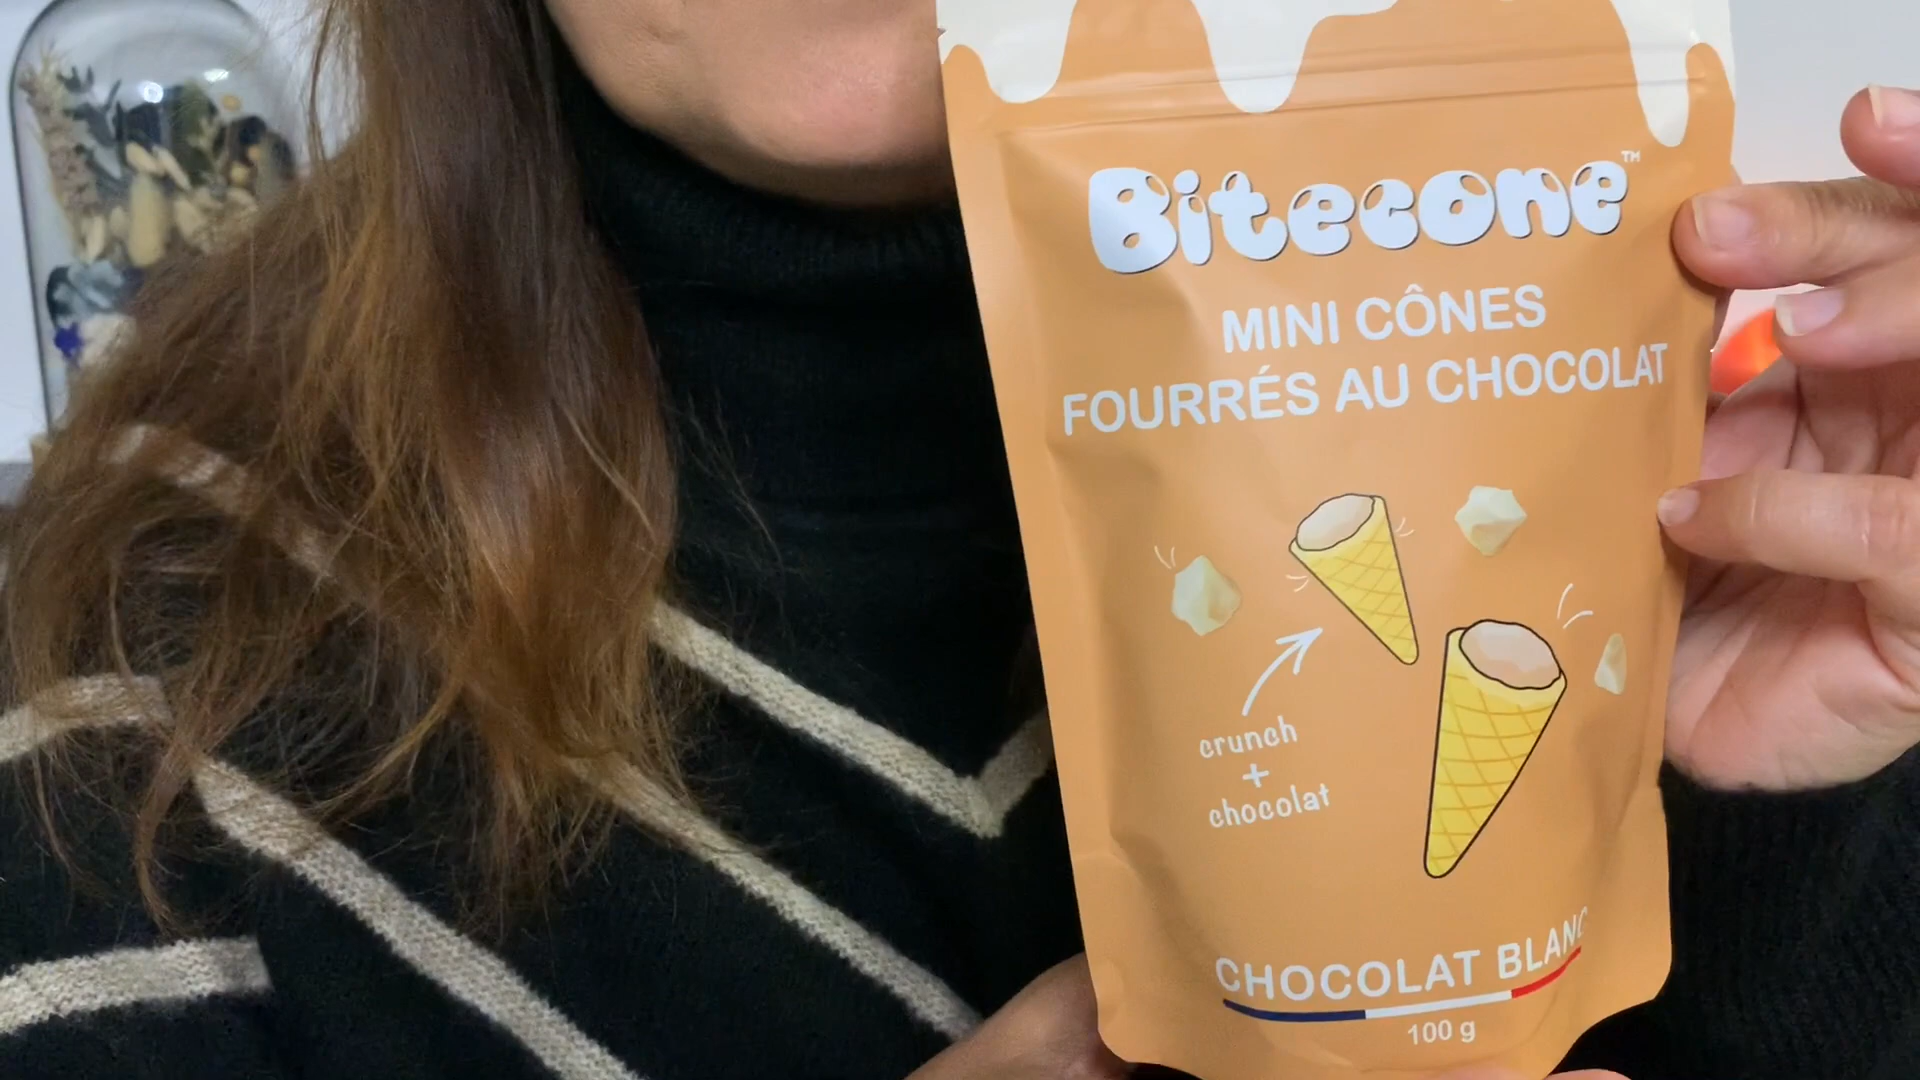 Bitecone™
MINI CÔNES
FOURRÉS AU CHOCOLAT
crunch
+
chocolat
CHOCOLAT BLANC
100 g